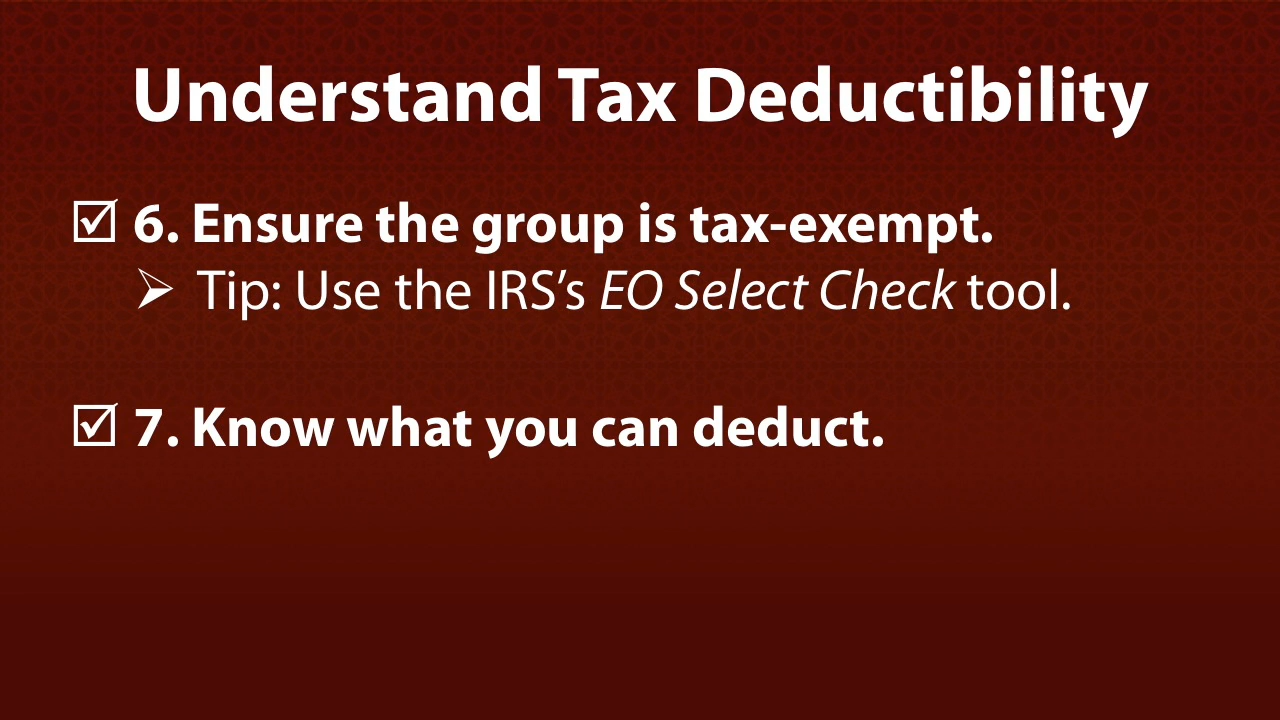 Understand Tax Deductibility
☑ 6. Ensure the group is tax-exempt.
➢ Tip: Use the IRS’s EO Select Check tool.
☑ 7. Know what you can deduct.